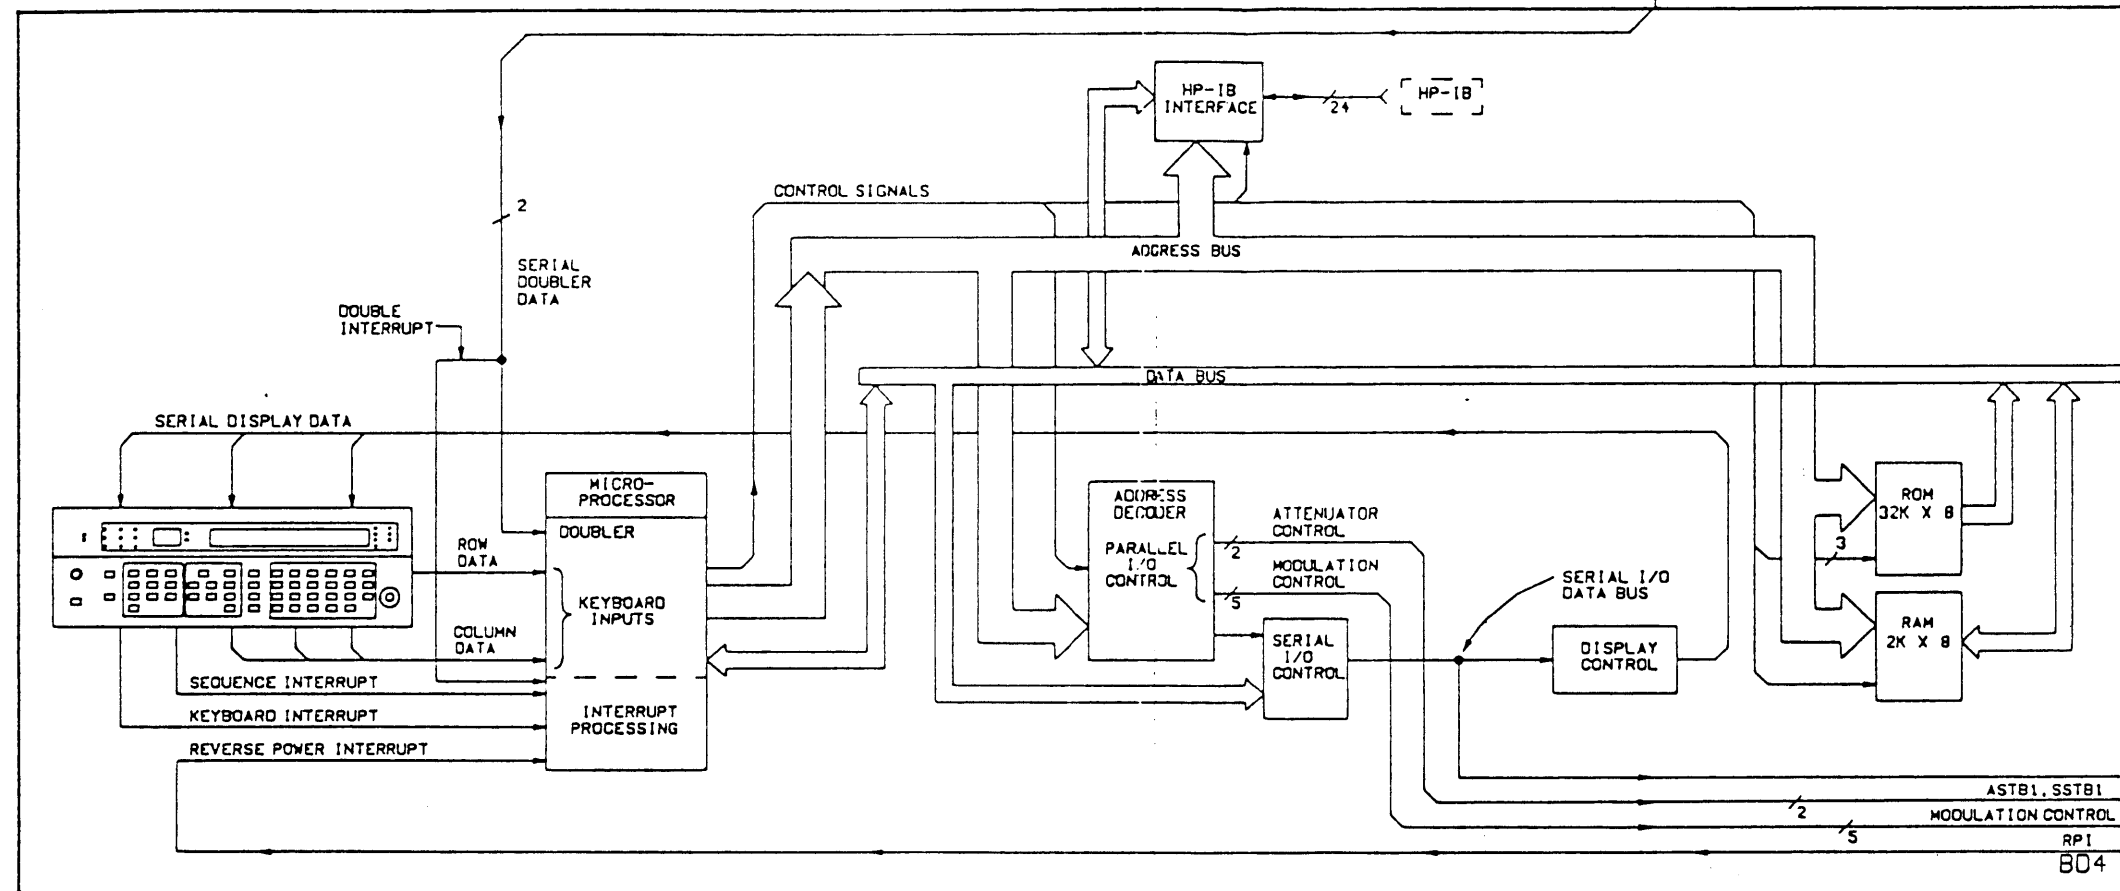 HP-IB
INTERFACE
24
HP-IB
CONTROL SIGNALS
2
ADDRESS BUS
SERIAL
DOUBLER
DATA
DOUBLE
INTERRUPT
DATA BUS
SERIAL DISPLAY DATA
MICRO-
PROCESSOR
DOUBLER
ROW
DATA
KEYBOARD
INPUTS
COLUMN
DATA
SEQUENCE INTERRUPT
KEYBOARD INTERRUPT
REVERSE POWER INTERRUPT
INTERRUPT
PROCESSING
ADDRESS
DECODER
PARALLEL
I/O
CONTROL
ATTENUATOR
CONTROL
2
MODULATION
CONTROL
5
SERIAL
I/O
CONTROL
SERIAL I/O
DATA BUS
DISPLAY
CONTROL
ROM
32K X 8
3
RAM
2K X 8
ASTB1, SSTB1
2
MODULATION CONTROL
5
RPI
BD4